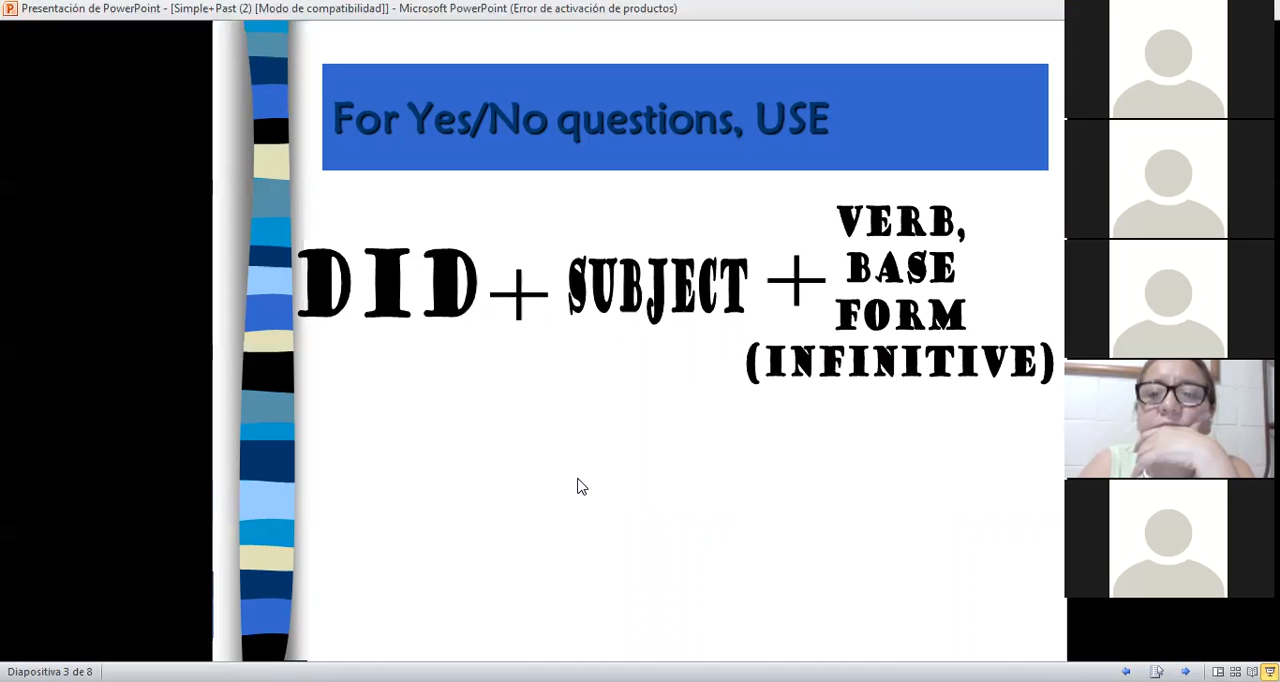 Presentación de PowerPoint - [Simple+Past (2) [Modo de compatibilidad]] - Microsoft PowerPoint (Error de activación de productos)
For Yes/No questions, USE
DID + SUBJECT + VERB,
BASE
FORM
(INFINITIVE)
Diapositiva 3 de 8